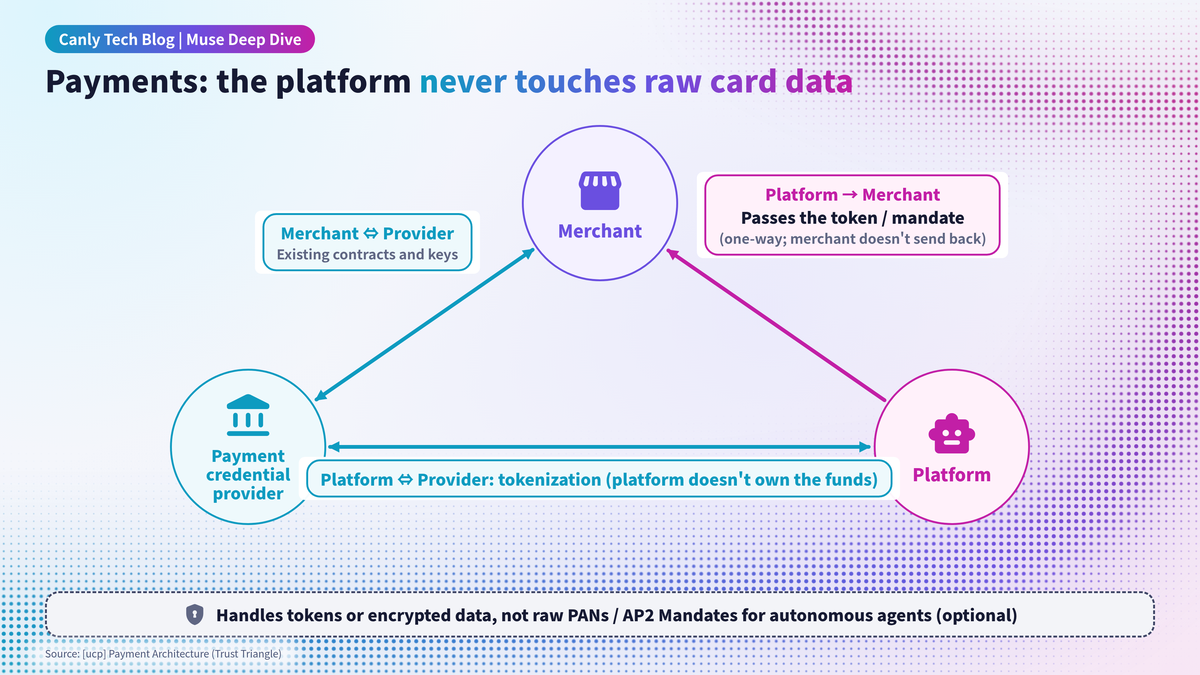 Canly Tech Blog | Muse Deep Dive
Payments: the platform never touches raw card data
Merchant
Platform → Merchant
Passes the token / mandate
(one-way; merchant doesn't send back)
Merchant ⇔ Provider
Existing contracts and keys
Payment
credential
provider
Platform ⇔ Provider: tokenization (platform doesn't own the funds)
Platform
Handles tokens or encrypted data, not raw PANs / AP2 Mandates for autonomous agents (optional)
Source: [ucp] Payment Architecture (Trust Triangle)